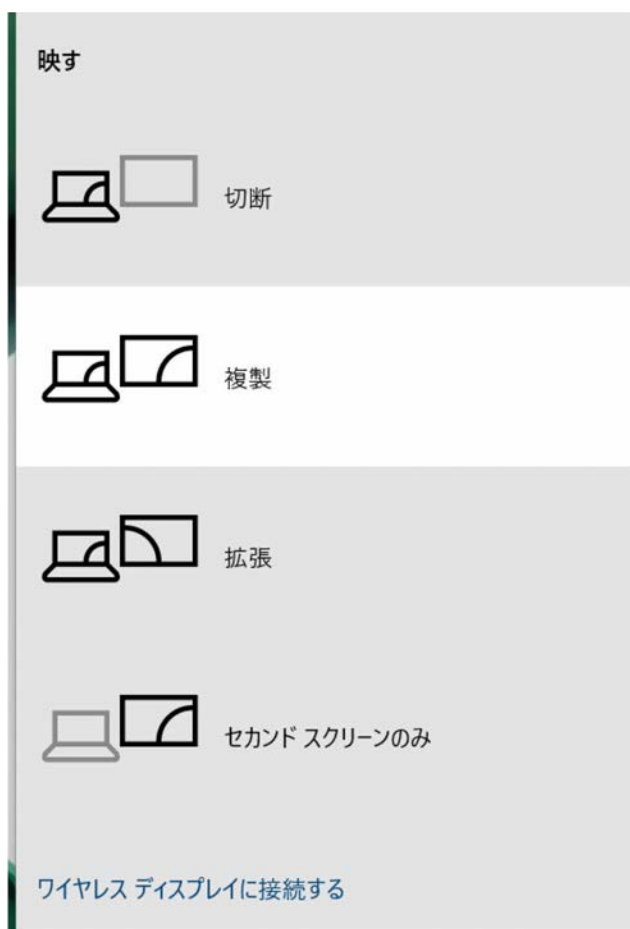 映す
切断
複製
拡張
セカンド スクリーンのみ
ワイヤレス ディスプレイに接続する